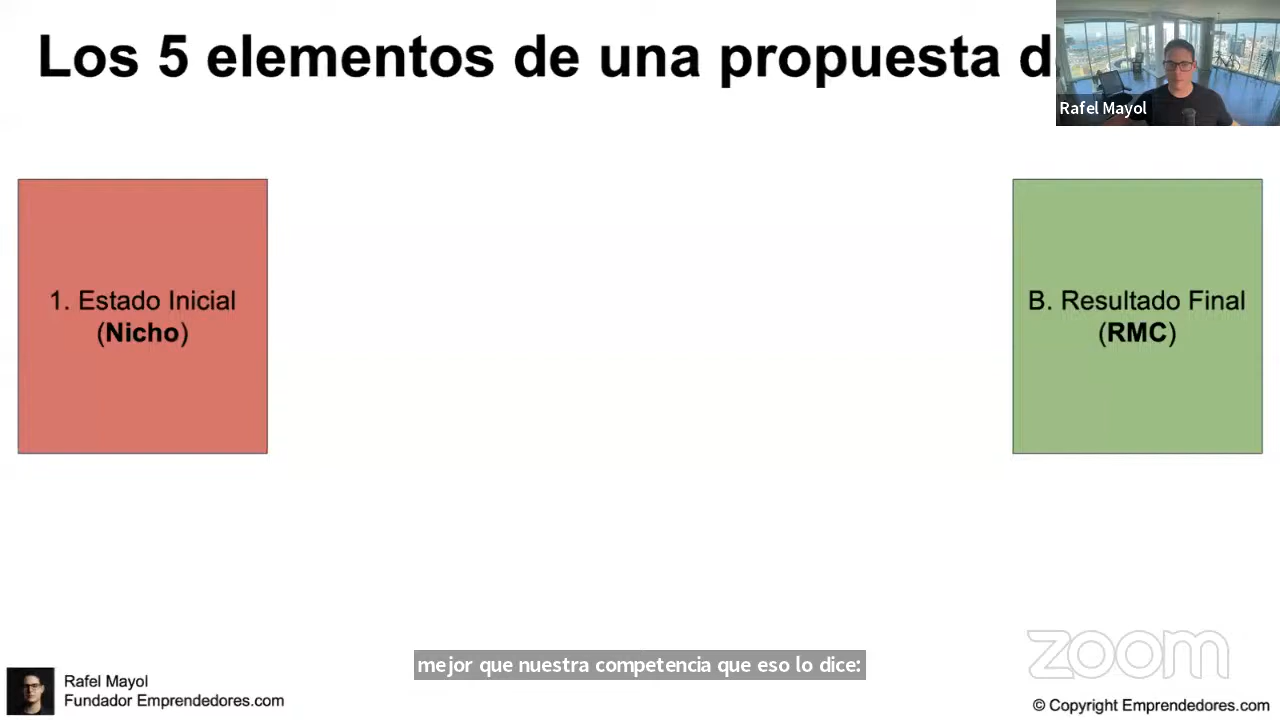 Los 5 elementos de una propuesta d
Rafel Mayol
1. Estado Inicial
(Nicho)
B. Resultado Final
(RMC)
mejor que nuestra competencia que eso lo dice:
zoom
Rafel Mayol
Fundador Emprendedores.com
© Copyright Emprendedores.com